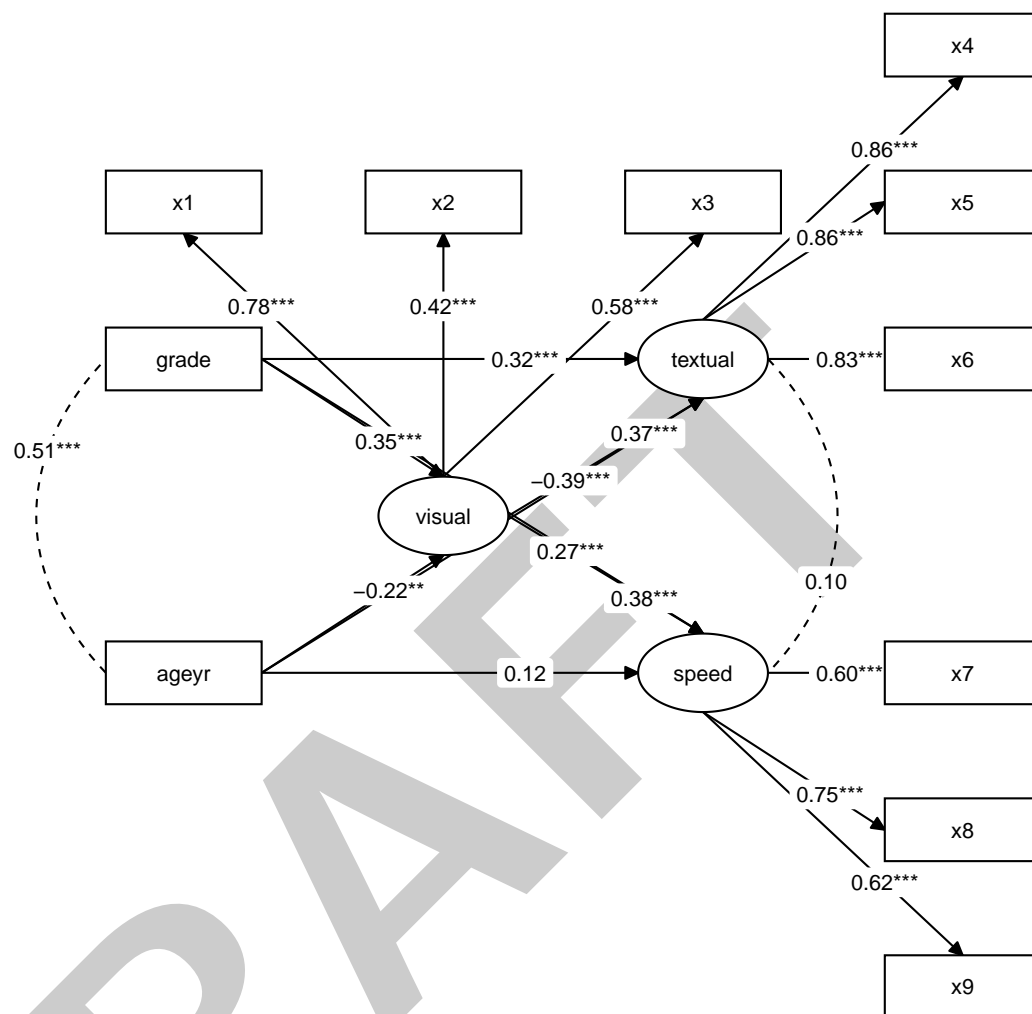 x4
0.86***
x1
x2
x3
x5
0.86***
0.78***
0.42***
0.58***
grade
0.32***
textual
0.83***
x6
0.51***
0.35***
0.37***
−0.39***
visual
0.27***
0.10
−0.22**
0.38***
ageyr
0.12
speed
0.60***
x7
0.75***
x8
0.62***
x9
DRAFT